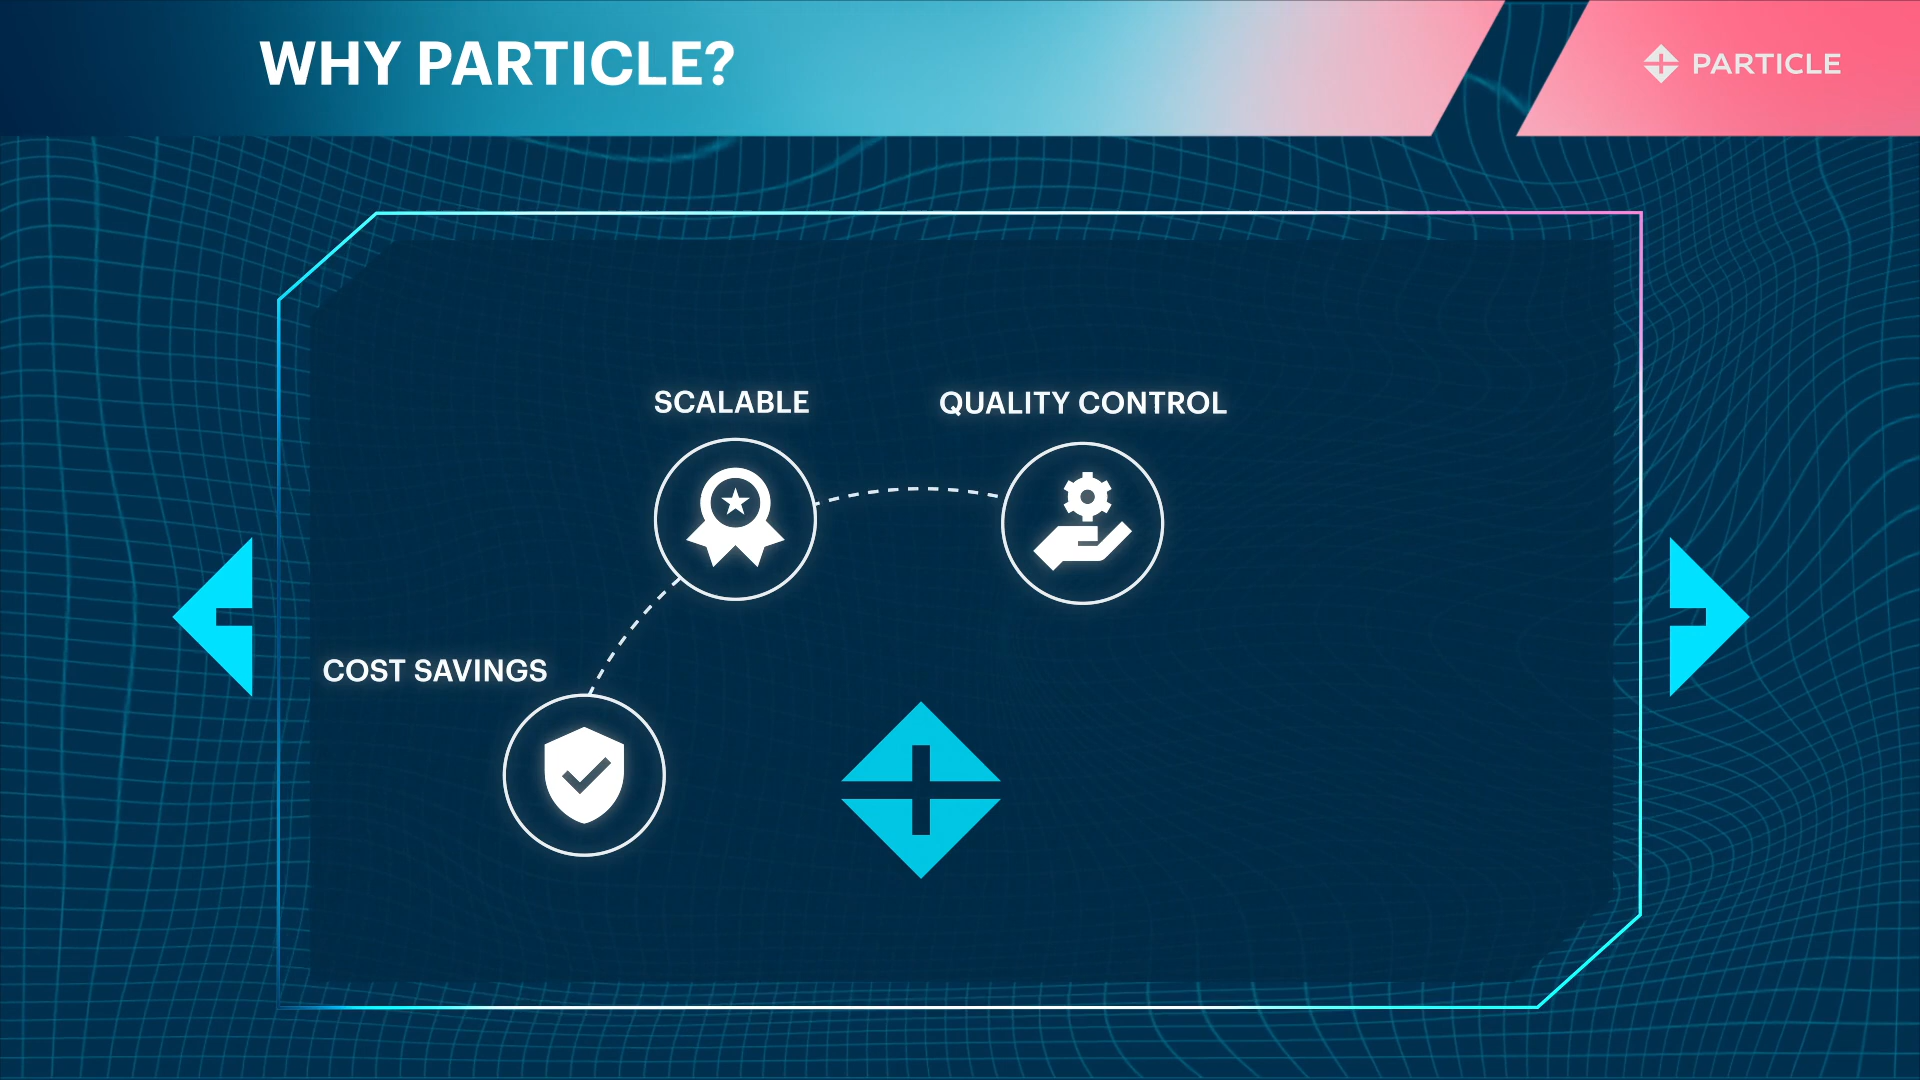 WHY PARTICLE?
PARTICLE
SCALABLE
QUALITY CONTROL
COST SAVINGS